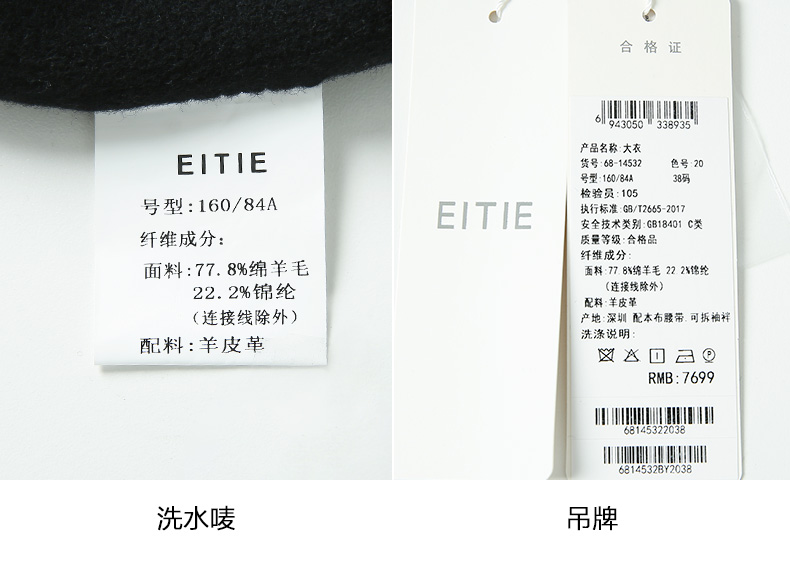 EITIE
号型:160/84A
纤维成分:
面料:77.8%绵羊毛
22.2%锦纶
(连接线除外)
配料:羊皮革
EITIE
合格证
6 943050 338935
产品名称:大衣
货号:68-14532 色号:20
号型:160/84A 38码
检验员:105
执行标准:GB/T2665-2017
安全技术类别:GB18401 C类
质量等级:合格品
纤维成分:
面料:77.8%绵羊毛 22.2%锦纶
(连接线除外)
配料:羊皮革
产地:深圳 配本布腰带.可拆袖袢
洗涤说明:
RMB:7699
68145322038
6814532BY2038
洗水唛
吊牌